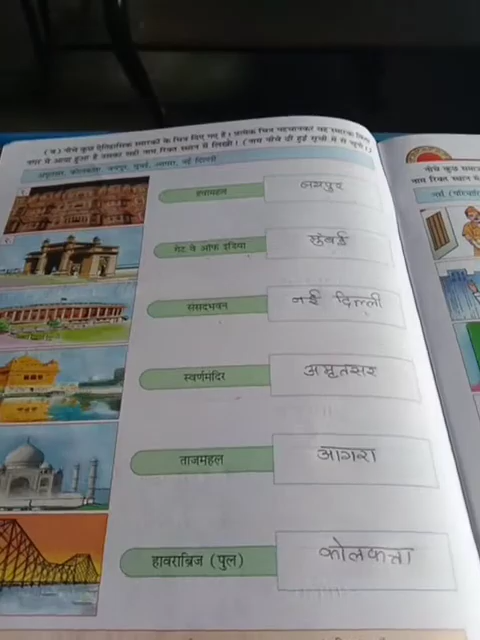 (ब) नीचे कुछ ऐतिहासिक स्मारकों के चित्र दिए गए हैं। प्रत्येक चित्र पहचानकर वह स्मारक जिस
नगर में आया हुआ है उसका सही नाम रिक्त स्थान में लिखो। (नाम नीचे दी हुई सूची में से चुनो।)
अमृतसर, कोलकाता, जयपुर, मुंबई, आगरा, नई दिल्ली
हवामहल जयपुर
गेट वे ऑफ इंडिया मुंबई
संसदभवन नई दिल्ली
स्वर्णमंदिर अमृतसर
ताजमहल आगरा
हावराब्रिज (पुल) कोलकत्ता